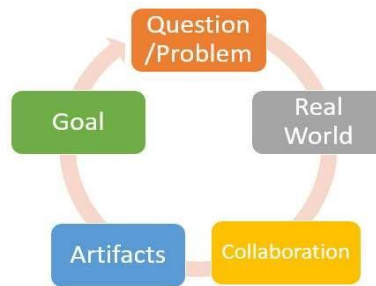 Question
/Problem
Real
World
Collaboration
Artifacts
Goal